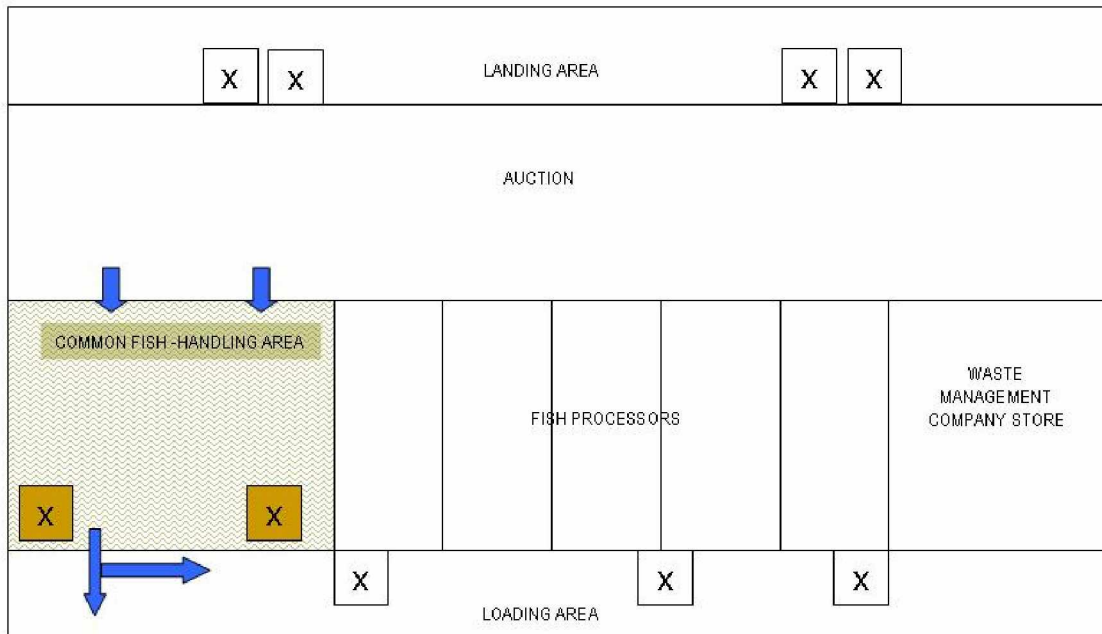 X X LANDING AREA X X
AUCTION
COMMON FISH -HANDLING AREA
WASTE
MANAGEMENT
COMPANY STORE
FISH PROCESSORS
X X
X X X
LOADING AREA